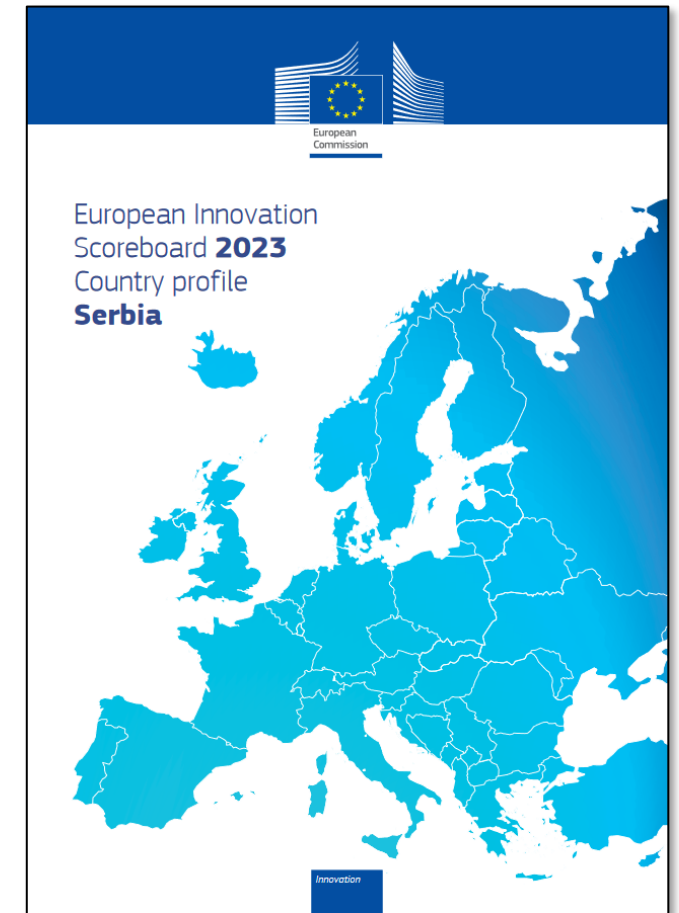 European
Commission
European Innovation
Scoreboard 2023
Country profile
Serbia
Innovation